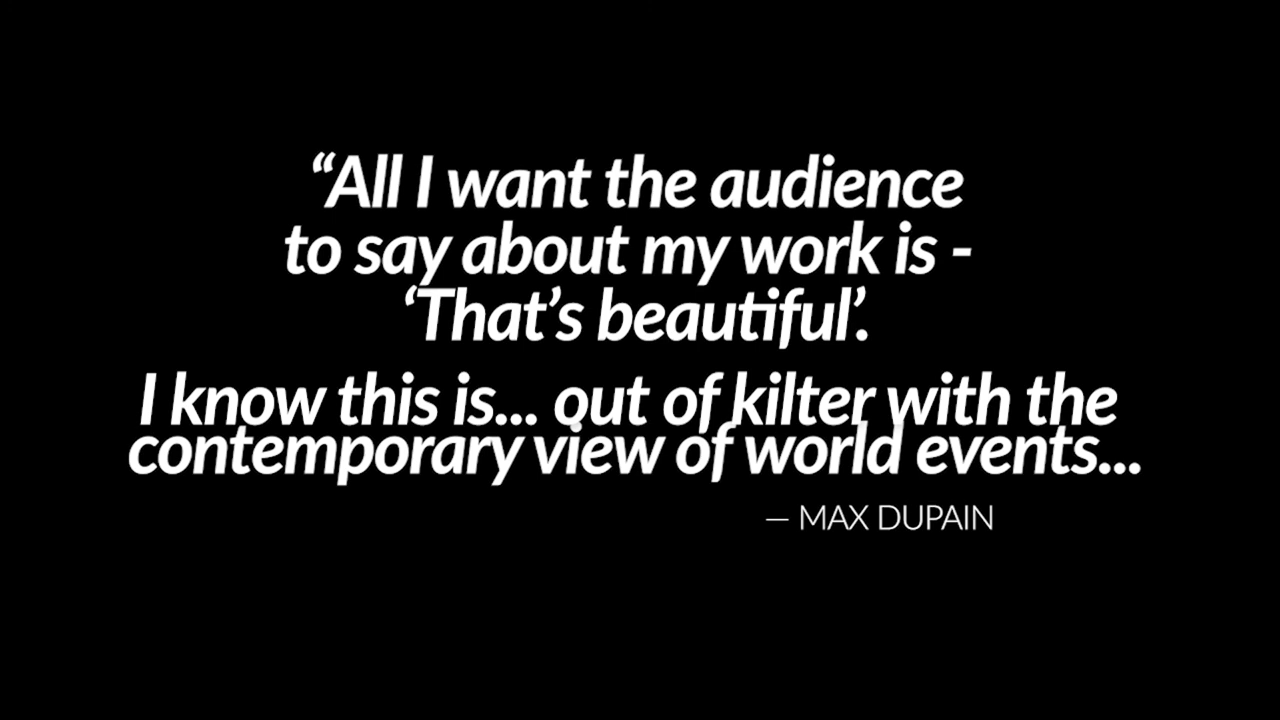 “All I want the audience
to say about my work is -
‘That’s beautiful’.
I know this is... out of kilter with the
contemporary view of world events...
— MAX DUPAIN